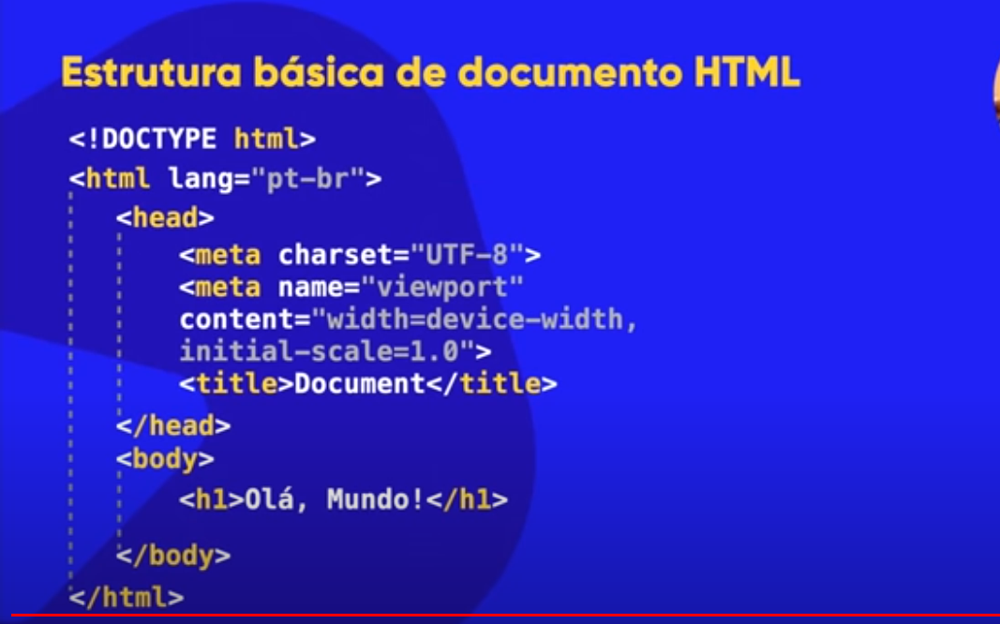 Estrutura básica de documento HTML
<!DOCTYPE html>
<html lang="pt-br">
<head>
<meta charset="UTF-8">
<meta name="viewport"
content="width=device-width,
initial-scale=1.0">
<title>Document</title>
</head>
<body>
<h1>Olá, Mundo!</h1>
</body>
</html>